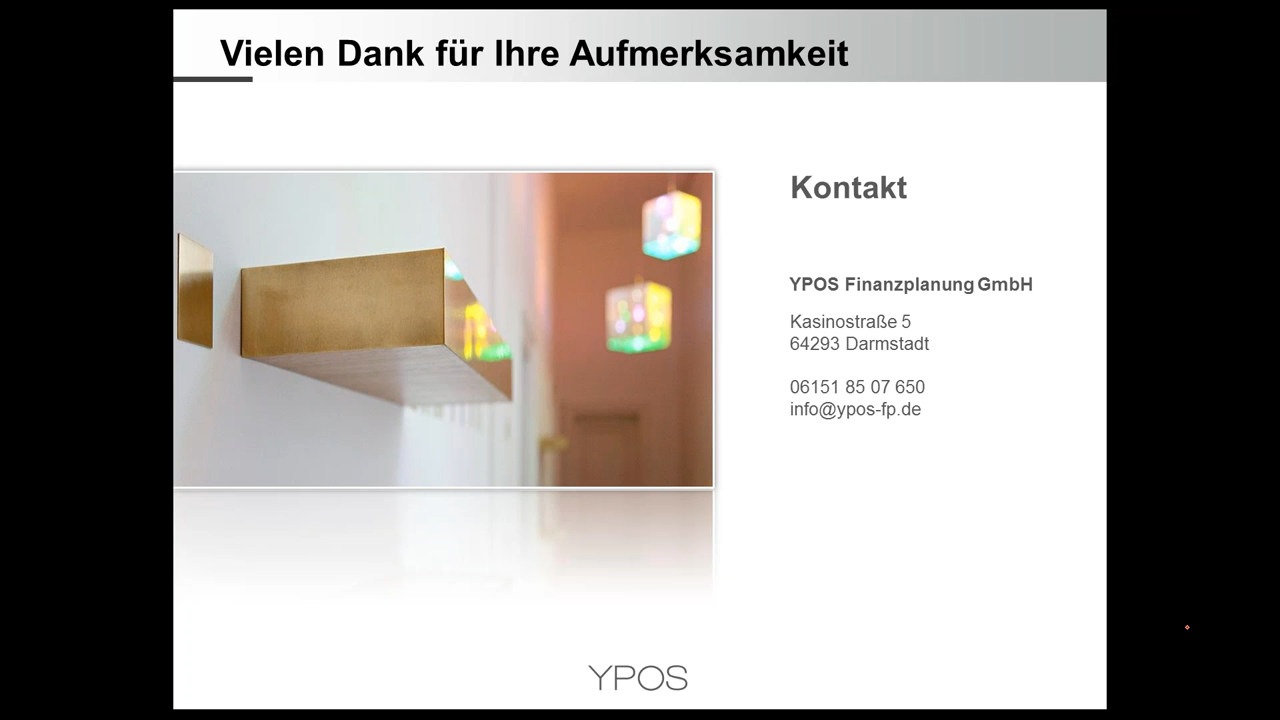 Vielen Dank für Ihre Aufmerksamkeit
Kontakt
YPOS Finanzplanung GmbH
Kasinostraße 5
64293 Darmstadt
06151 85 07 650
info@ypos-fp.de
YPOS